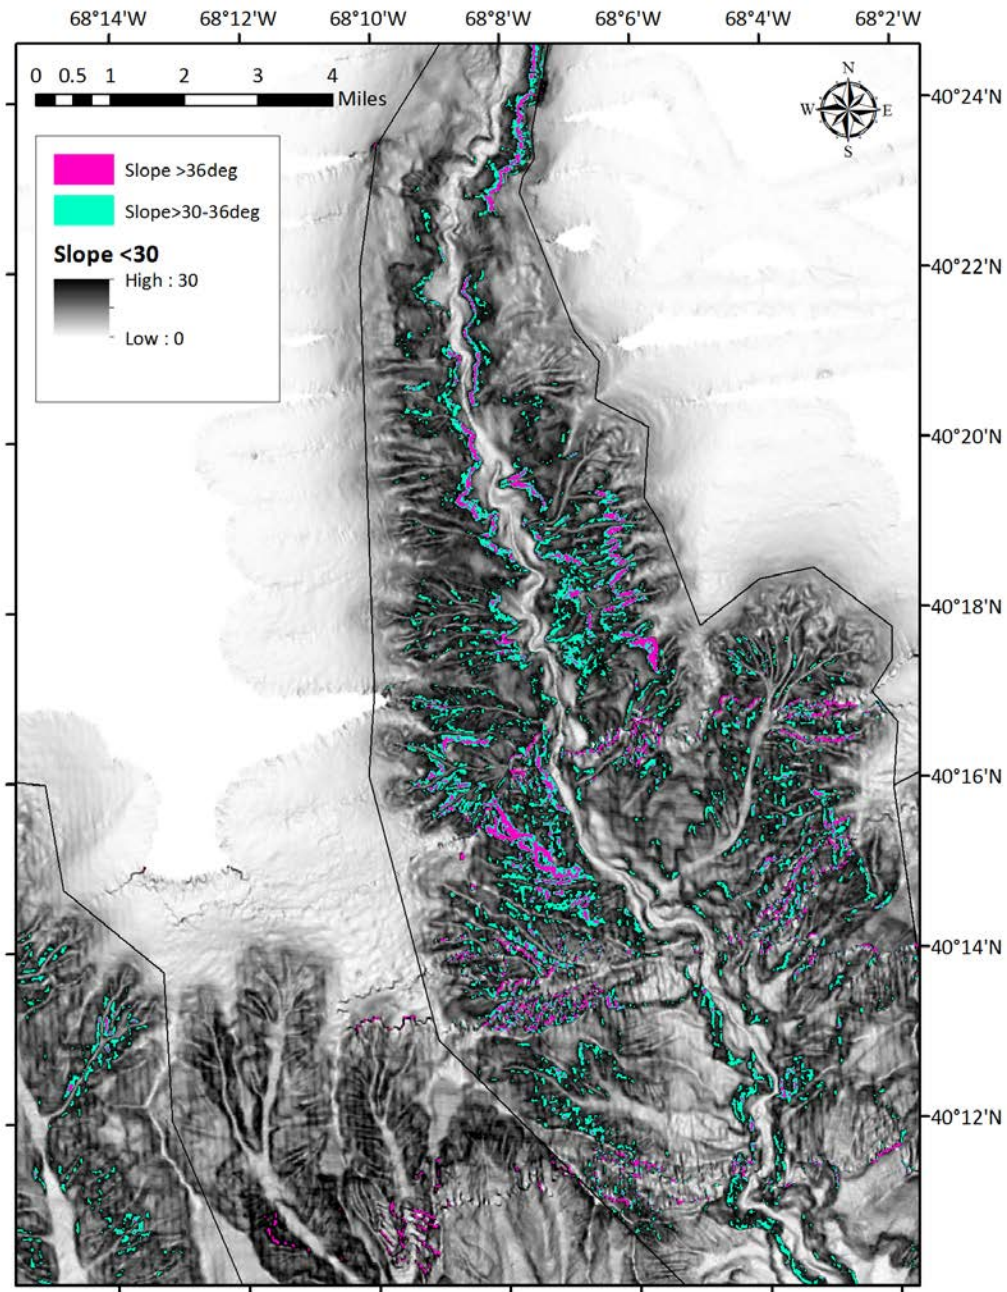 68°14'W 68°12'W 68°10'W 68°8'W 68°6'W 68°4'W 68°2'W
0 0.5 1 2 3 4
Miles
N
W E
S
40°24'N
Slope >36deg
Slope>30-36deg
Slope <30
High : 30
Low : 0
40°22'N
40°20'N
40°18'N
40°16'N
40°14'N
40°12'N